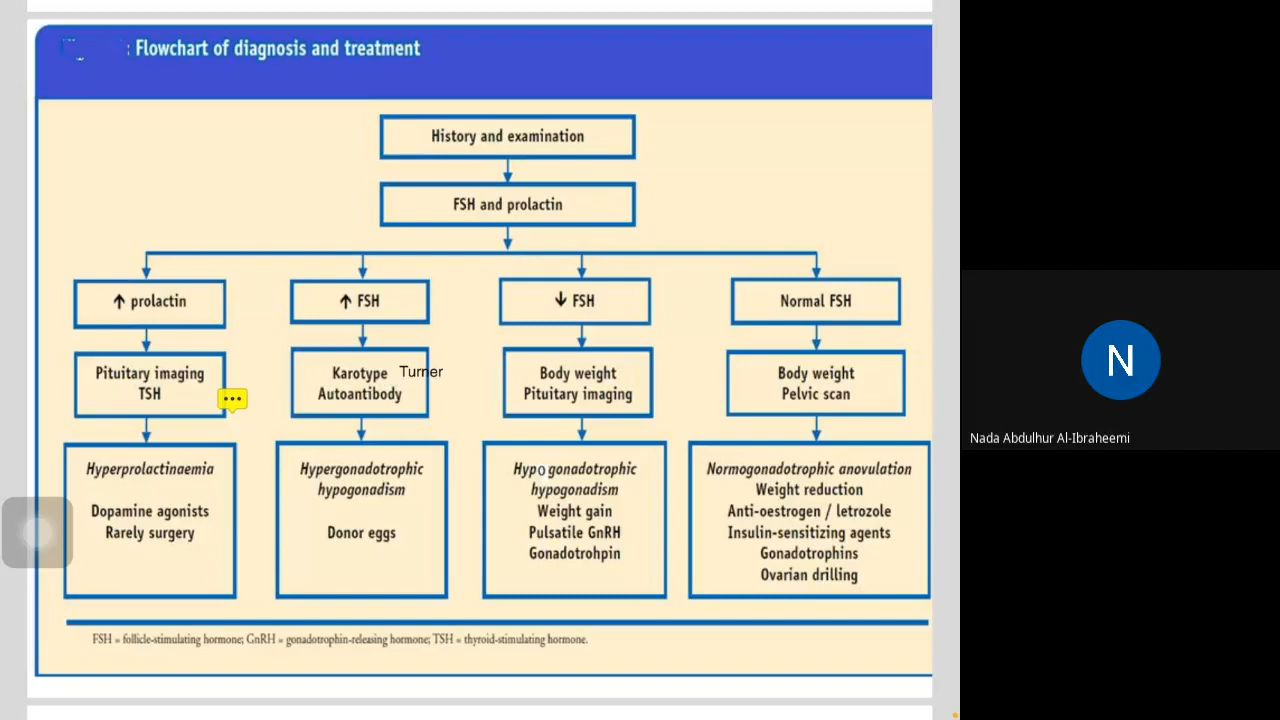 : Flowchart of diagnosis and treatment
History and examination
FSH and prolactin
↑ prolactin
↑ FSH
↓ FSH
Normal FSH
Pituitary imaging
TSH
Karotype
Autoantibody
Turner
Body weight
Pituitary imaging
Body weight
Pelvic scan
Hyperprolactinaemia
Dopamine agonists
Rarely surgery
Hypergonadotrophic
hypogonadism
Donor eggs
Hypogonadotrophic
hypogonadism
Weight gain
Pulsatile GnRH
Gonadotrohpin
Normogonadotrophic anovulation
Weight reduction
Anti-oestrogen / letrozole
Insulin-sensitizing agents
Gonadotrophins
Ovarian drilling
FSH = follicle-stimulating hormone; GnRH = gonadotrophin-releasing hormone; TSH = thyroid-stimulating hormone.
N
Nada Abdulhur Al-Ibraheemi